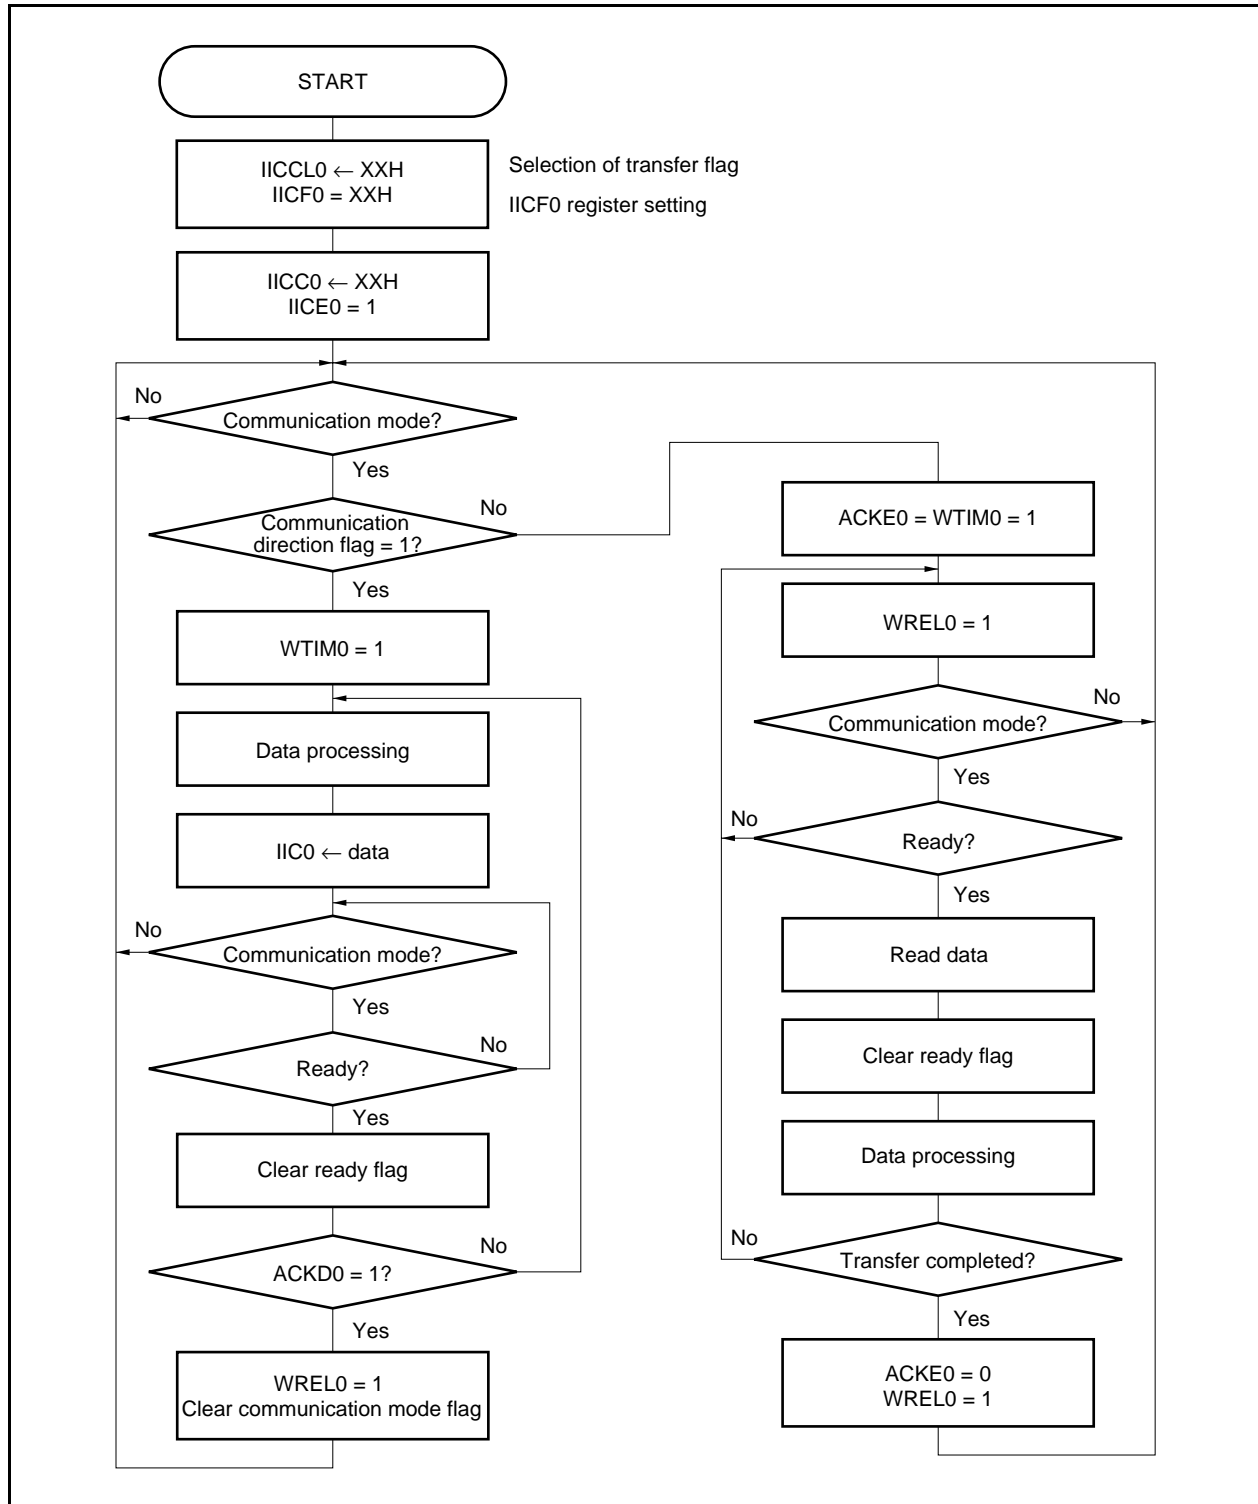 START
IICCL0 ← XXH
IICF0 = XXH
Selection of transfer flag
IICF0 register setting
IICC0 ← XXH
IICE0 = 1
No
Communication mode?
Yes
No
Communication
direction flag = 1?
Yes
WTIM0 = 1
Data processing
IIC0 ← data
No
Communication mode?
Yes
No
Ready?
Yes
Clear ready flag
No
ACKD0 = 1?
Yes
WREL0 = 1
Clear communication mode flag
ACKE0 = WTIM0 = 1
WREL0 = 1
No
Communication mode?
Yes
No
Ready?
Yes
Read data
Clear ready flag
Data processing
No
Transfer completed?
Yes
ACKE0 = 0
WREL0 = 1